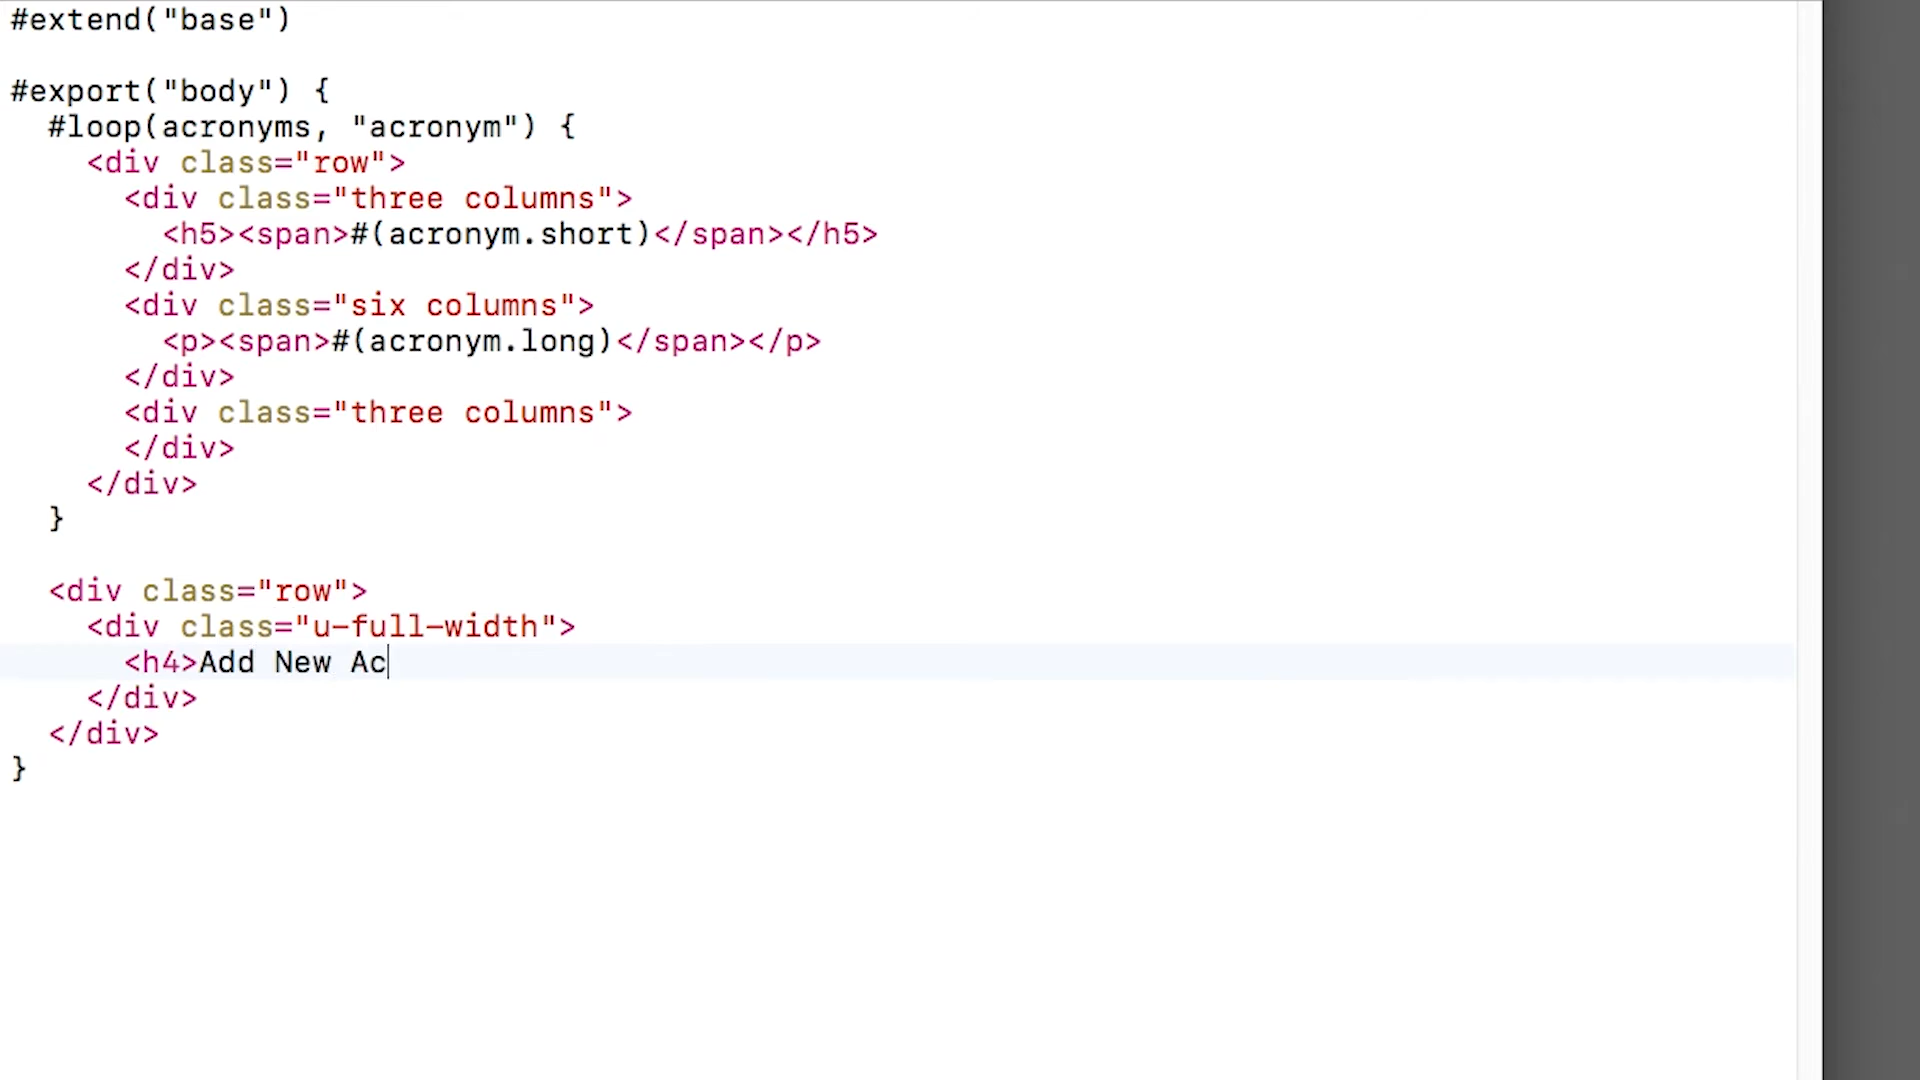 #extend("base")

#export("body") {
  #loop(acronyms, "acronym") {
    <div class="row">
      <div class="three columns">
        <h5><span>#(acronym.short)</span></h5>
      </div>
      <div class="six columns">
        <p><span>#(acronym.long)</span></p>
      </div>
      <div class="three columns">
      </div>
    </div>
  }

  <div class="row">
    <div class="u-full-width">
      <h4>Add New Ac
    </div>
  </div>
}